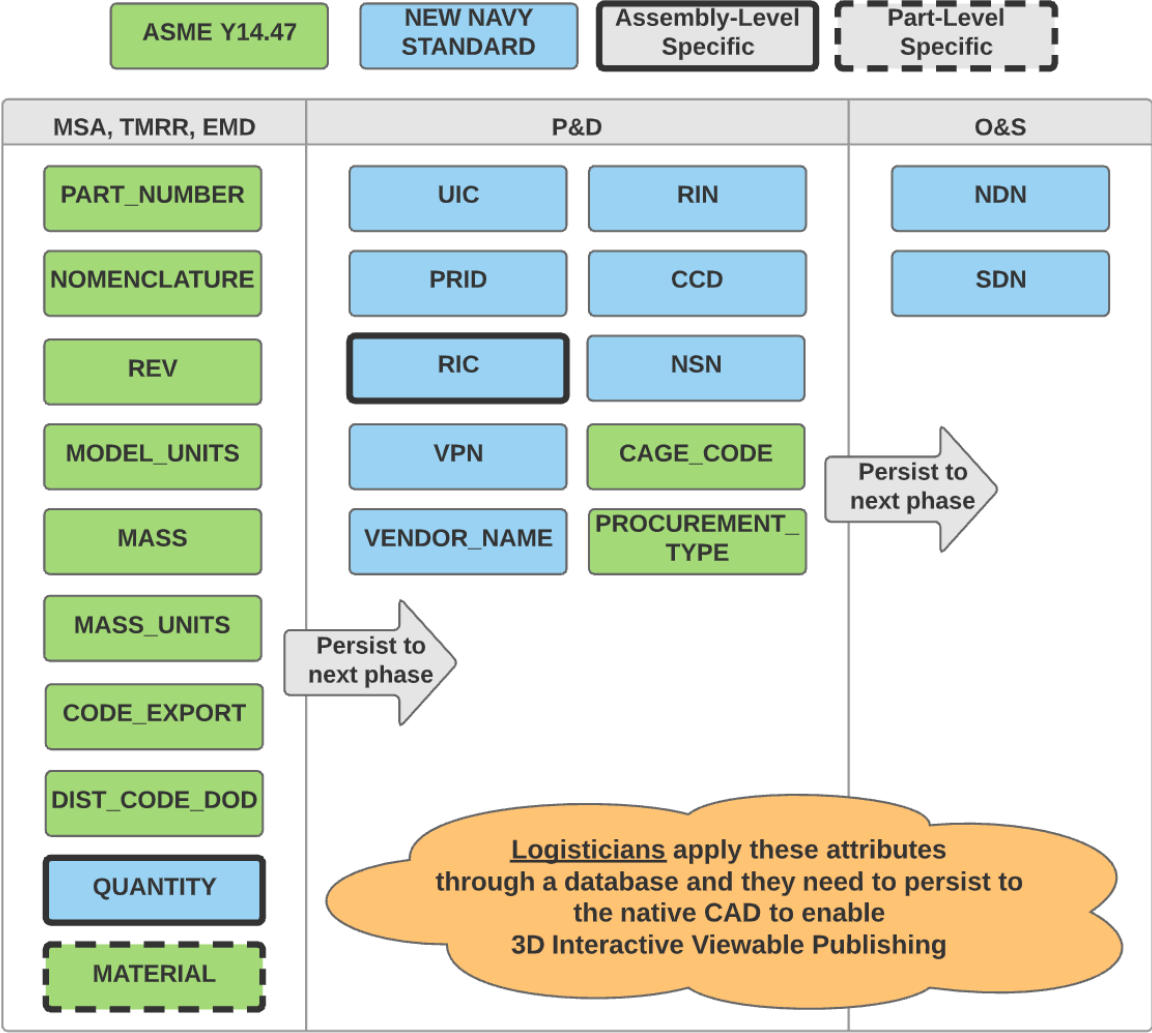 ASME Y14.47
NEW NAVY
STANDARD
Assembly-Level
Specific
Part-Level
Specific
MSA, TMRR, EMD
P&D
O&S
PART_NUMBER
NOMENCLATURE
REV
MODEL_UNITS
MASS
MASS_UNITS
CODE_EXPORT
DIST_CODE_DOD
QUANTITY
MATERIAL
Persist to
next phase
UIC
PRID
RIC
VPN
VENDOR_NAME
RIN
CCD
NSN
CAGE_CODE
PROCUREMENT_
TYPE
Persist to
next phase
NDN
SDN
Logisticians apply these attributes
through a database and they need to persist to
the native CAD to enable
3D Interactive Viewable Publishing